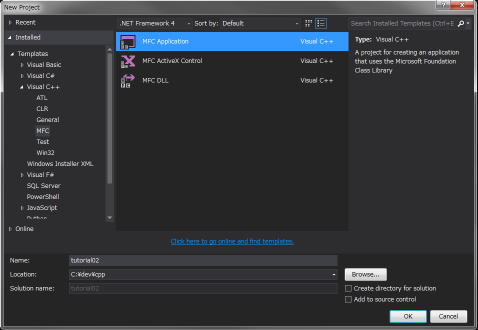 New Project
Recent
.NET Framework 4
Sort by: Default
Search Installed Templates (Ctrl+E
Installed
Templates
Visual Basic
Visual C#
Visual C++
ATL
CLR
General
MFC
Test
Win32
Windows Installer XML
Visual F#
SQL Server
PowerShell
JavaScript
Python
Online
MFC Application Visual C++
MFC ActiveX Control Visual C++
MFC DLL Visual C++
Type: Visual C++
A project for creating an application
that uses the Microsoft Foundation
Class Library
Click here to go online and find templates.
Name: tutorial02
Location: C:¥dev¥cpp
Browse...
Solution name: tutorial02
Create directory for solution
Add to source control
OK Cancel